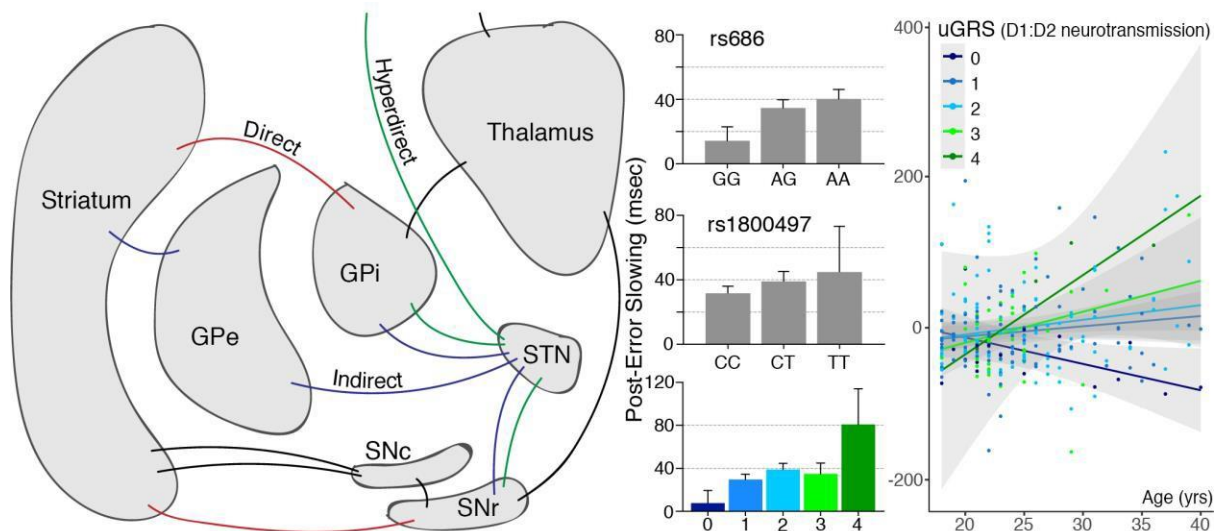 Striatum
Direct
Hyperdirect
Thalamus
GPi
GPe
STN
Indirect
SNc
SNr
Post-Error Slowing (msec)
80
40
0
rs686
GG AG AA
80
40
0
rs1800497
CC CT TT
120
80
40
0
0 1 2 3 4
uGRS (D1:D2 neurotransmission)
0
1
2
3
4
400
200
0
-200
Age (yrs)
20 25 30 35 40